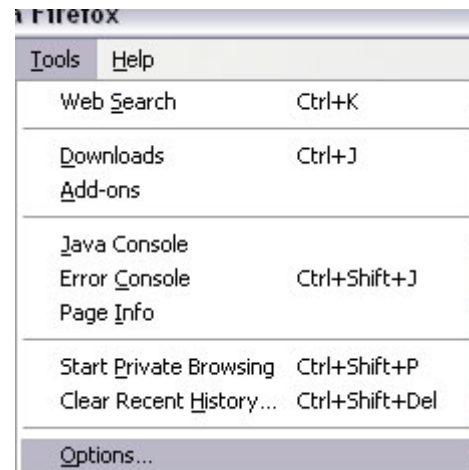 a Firefox
Tools Help
Web Search Ctrl+K
Downloads Ctrl+J
Add-ons
Java Console
Error Console Ctrl+Shift+J
Page Info
Start Private Browsing Ctrl+Shift+P
Clear Recent History... Ctrl+Shift+Del
Options...